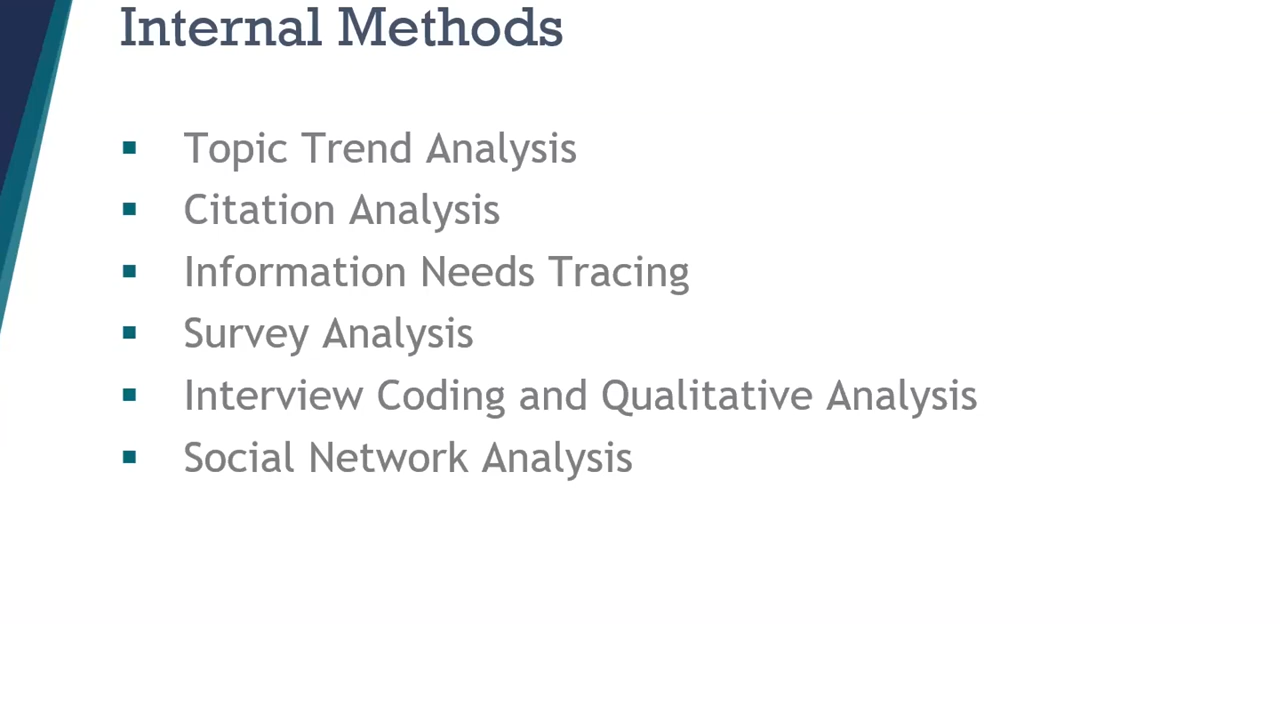 Internal Methods
▪ Topic Trend Analysis
▪ Citation Analysis
▪ Information Needs Tracing
▪ Survey Analysis
▪ Interview Coding and Qualitative Analysis
▪ Social Network Analysis